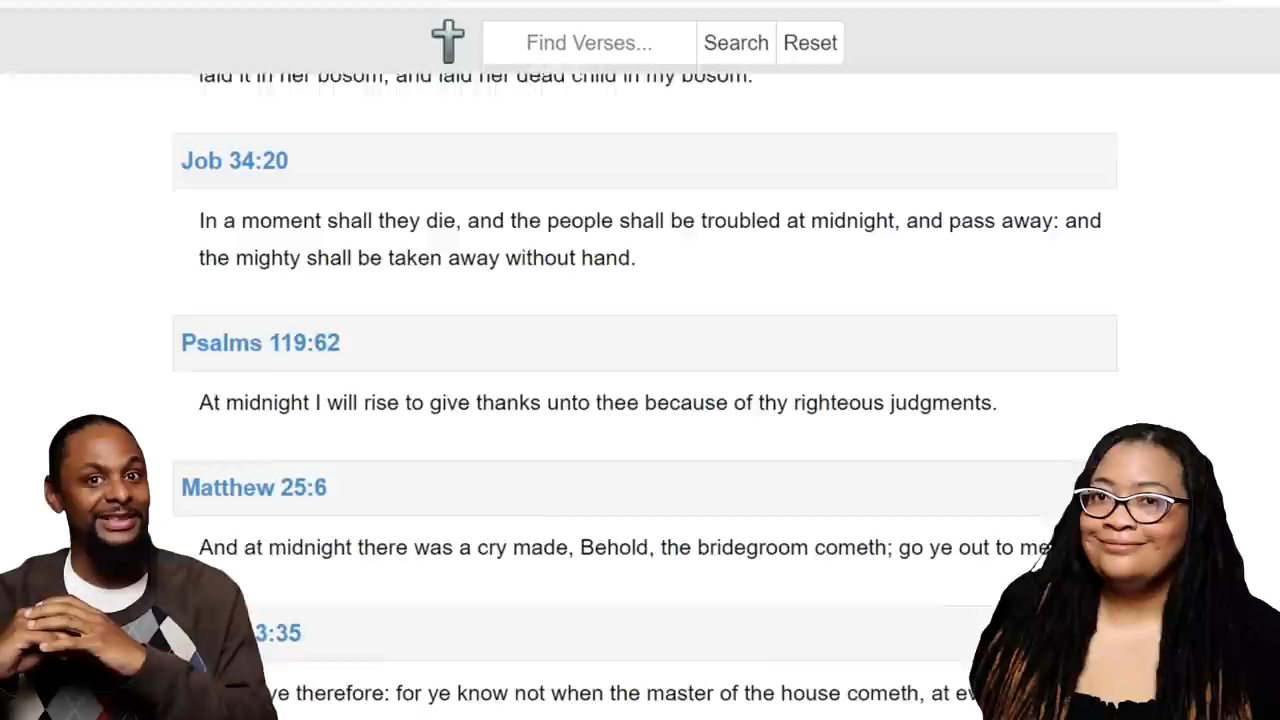 Find Verses... Search Reset
laid it in her bosom, and laid her dead child in my bosom.
Job 34:20
In a moment shall they die, and the people shall be troubled at midnight, and pass away: and
the mighty shall be taken away without hand.
Psalms 119:62
At midnight I will rise to give thanks unto thee because of thy righteous judgments.
Matthew 25:6
And at midnight there was a cry made, Behold, the bridegroom cometh; go ye out to
3:35
ye therefore: for ye know not when the master of the house cometh, at